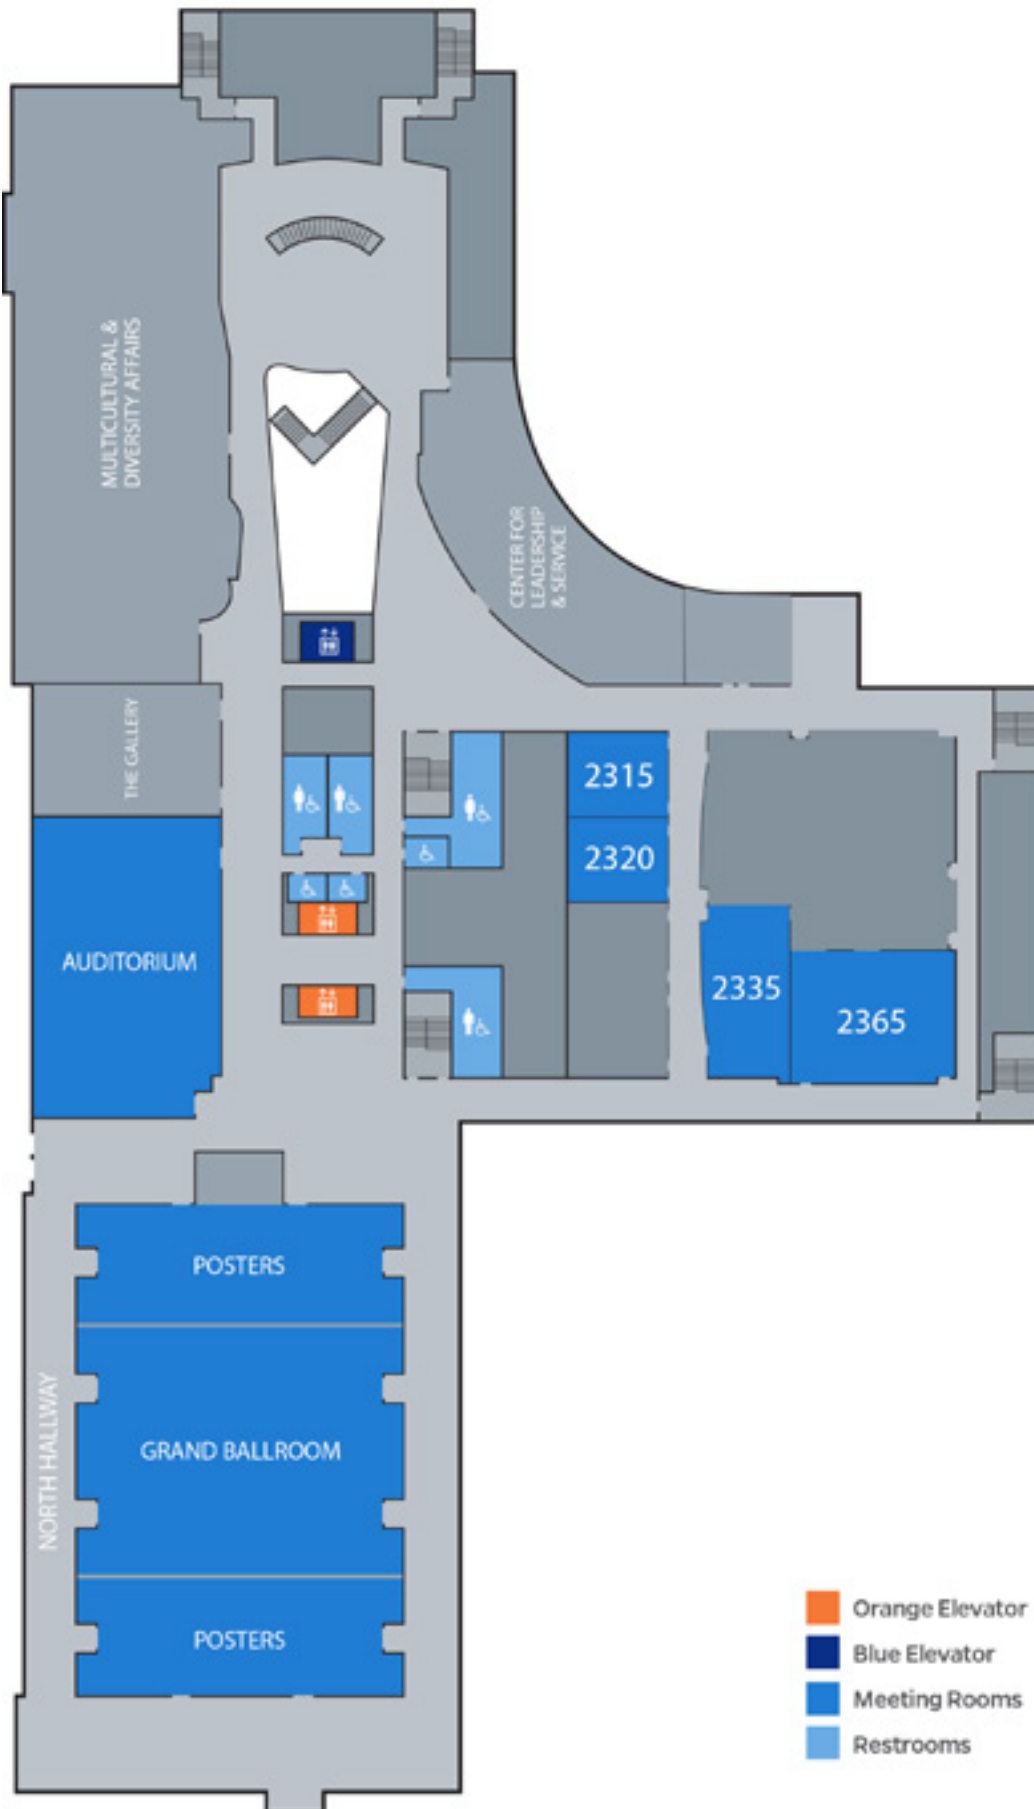 MULTICULTURAL &
DIVERSITY AFFAIRS
CENTER FOR
LEADERSHIP
& SERVICE
THE GALLERY
2315
2320
AUDITORIUM
2335
2365
POSTERS
NORTH HALLWAY
GRAND BALLROOM
POSTERS
Orange Elevator
Blue Elevator
Meeting Rooms
Restrooms